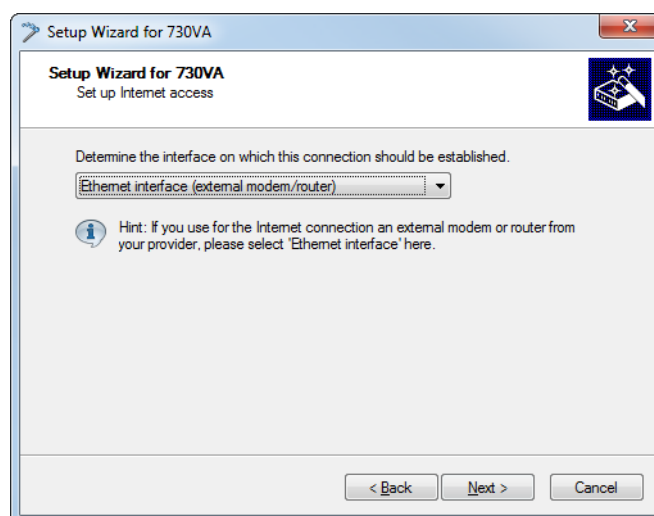 Setup Wizard for 730VA
Setup Wizard for 730VA
Set up Internet access
Determine the interface on which this connection should be established.
Ethernet interface (external modem/router)
Hint: If you use for the Internet connection an external modem or router from
your provider, please select 'Ethernet interface' here.
< Back
Next >
Cancel